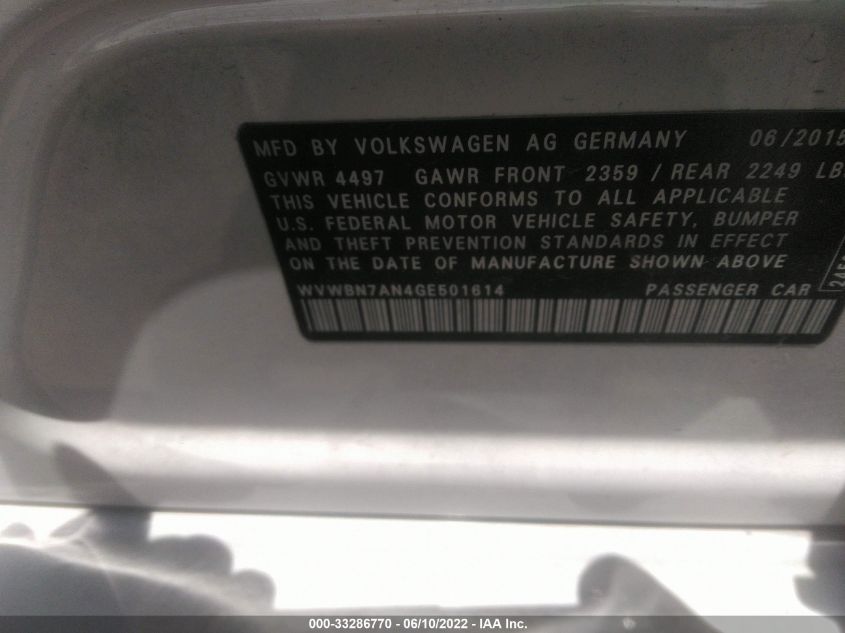 MFD BY VOLKSWAGEN AG GERMANY 06/2015
GVWR 4497 GAWR FRONT 2359 / REAR 2249 LB
THIS VEHICLE CONFORMS TO ALL APPLICABLE
U.S. FEDERAL MOTOR VEHICLE SAFETY, BUMPER
AND THEFT PREVENTION STANDARDS IN EFFECT
ON THE DATE OF MANUFACTURE SHOWN ABOVE
WVWBN7AN4GE501614 PASSENGER CAR
000-33286770 - 06/10/2022 - IAA Inc.